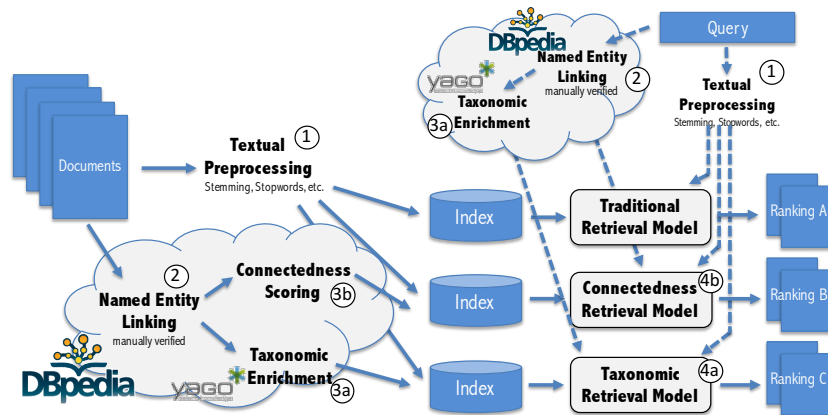 DBpedia
Query
Named Entity
Linking
manually verified
2
1
yago
Taxonomic
Enrichment
3a
Textual
Preprocessing
Stemming, Stopwords, etc.
Documents
1
Textual
Preprocessing
Stemming, Stopwords, etc.
Index
Traditional
Retrieval Model
Ranking A
2
Named Entity
Linking
manually verified
Connectedness
Scoring
3b
Index
Connectedness
Retrieval Model
4b
Ranking B
DBpedia
yago
Taxonomic
Enrichment
3a
Index
Taxonomic
Retrieval Model
4a
Ranking C